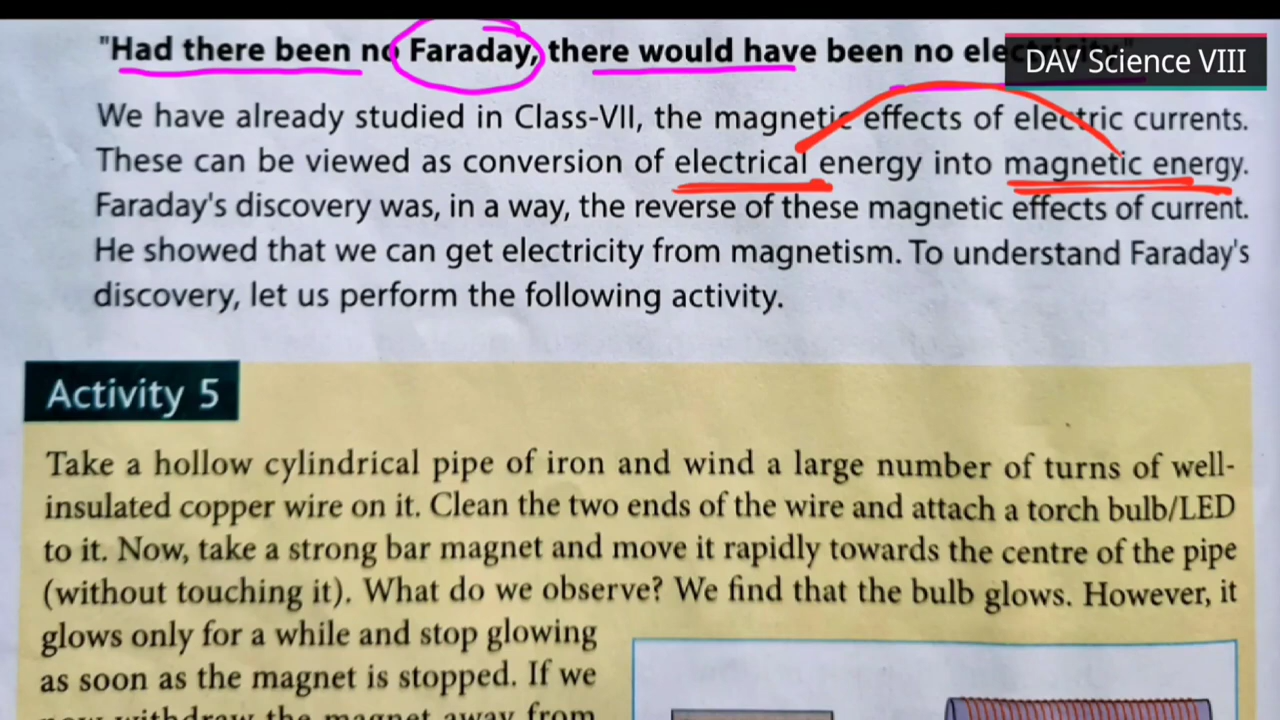 "Had there been no Faraday, there would have been no
DAV Science VIII
We have already studied in Class-VII, the magnetic effects of electric currents.
These can be viewed as conversion of electrical energy into magnetic energy.
Faraday's discovery was, in a way, the reverse of these magnetic effects of current.
He showed that we can get electricity from magnetism. To understand Faraday's
discovery, let us perform the following activity.
Activity 5
Take a hollow cylindrical pipe of iron and wind a large number of turns of well-
insulated copper wire on it. Clean the two ends of the wire and attach a torch bulb/LED
to it. Now, take a strong bar magnet and move it rapidly towards the centre of the pipe
(without touching it). What do we observe? We find that the bulb glows. However, it
glows only for a while and stop glowing
as soon as the magnet is stopped. If we
now withdraw the magnet away from